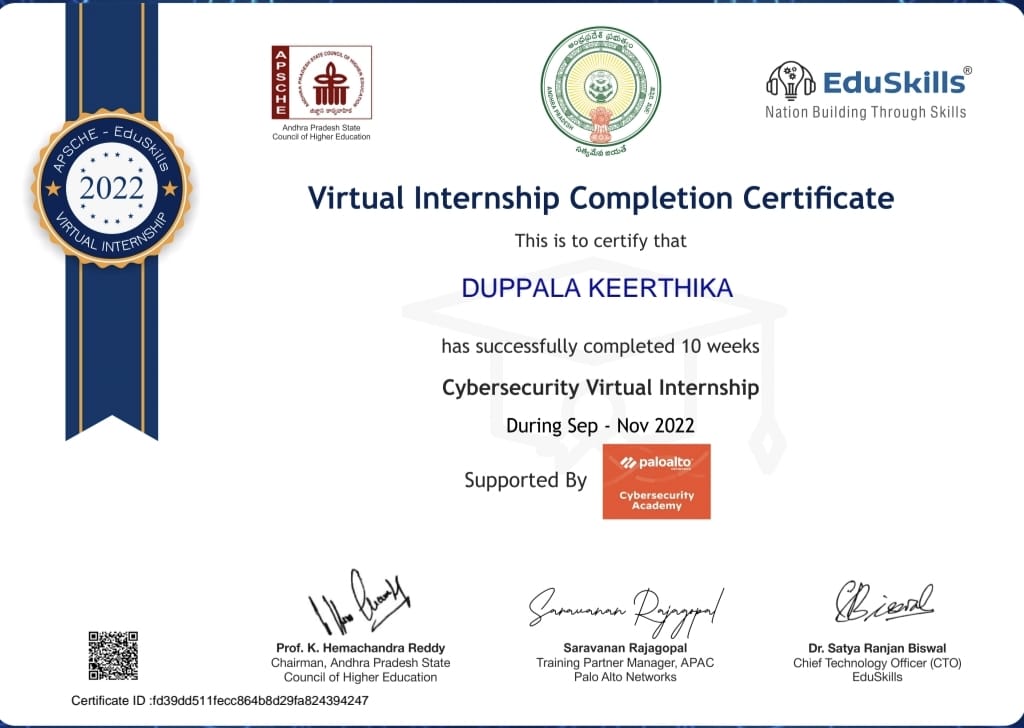 APSCHE - EduSkills
2022
VIRTUAL INTERNSHIP
APSCHE
ANDHRA PRADESH STATE COUNCIL OF HIGHER EDUCATION
Andhra Pradesh State
Council of Higher Education
ANDHRA PRADESH
సత్యమేవ జయతే
EduSkills®
Nation Building Through Skills
Virtual Internship Completion Certificate
This is to certify that
DUPPALA KEERTHIKA
has successfully completed 10 weeks
Cybersecurity Virtual Internship
During Sep - Nov 2022
Supported By
paloalto
Cybersecurity
Academy
Saravanan Rajagopal
Prof. K. Hemachandra Reddy
Chairman, Andhra Pradesh State
Council of Higher Education
Saravanan Rajagopal
Training Partner Manager, APAC
Palo Alto Networks
Dr. Satya Ranjan Biswal
Chief Technology Officer (CTO)
EduSkills
Certificate ID :fd39dd511fecc864b8d29fa824394247